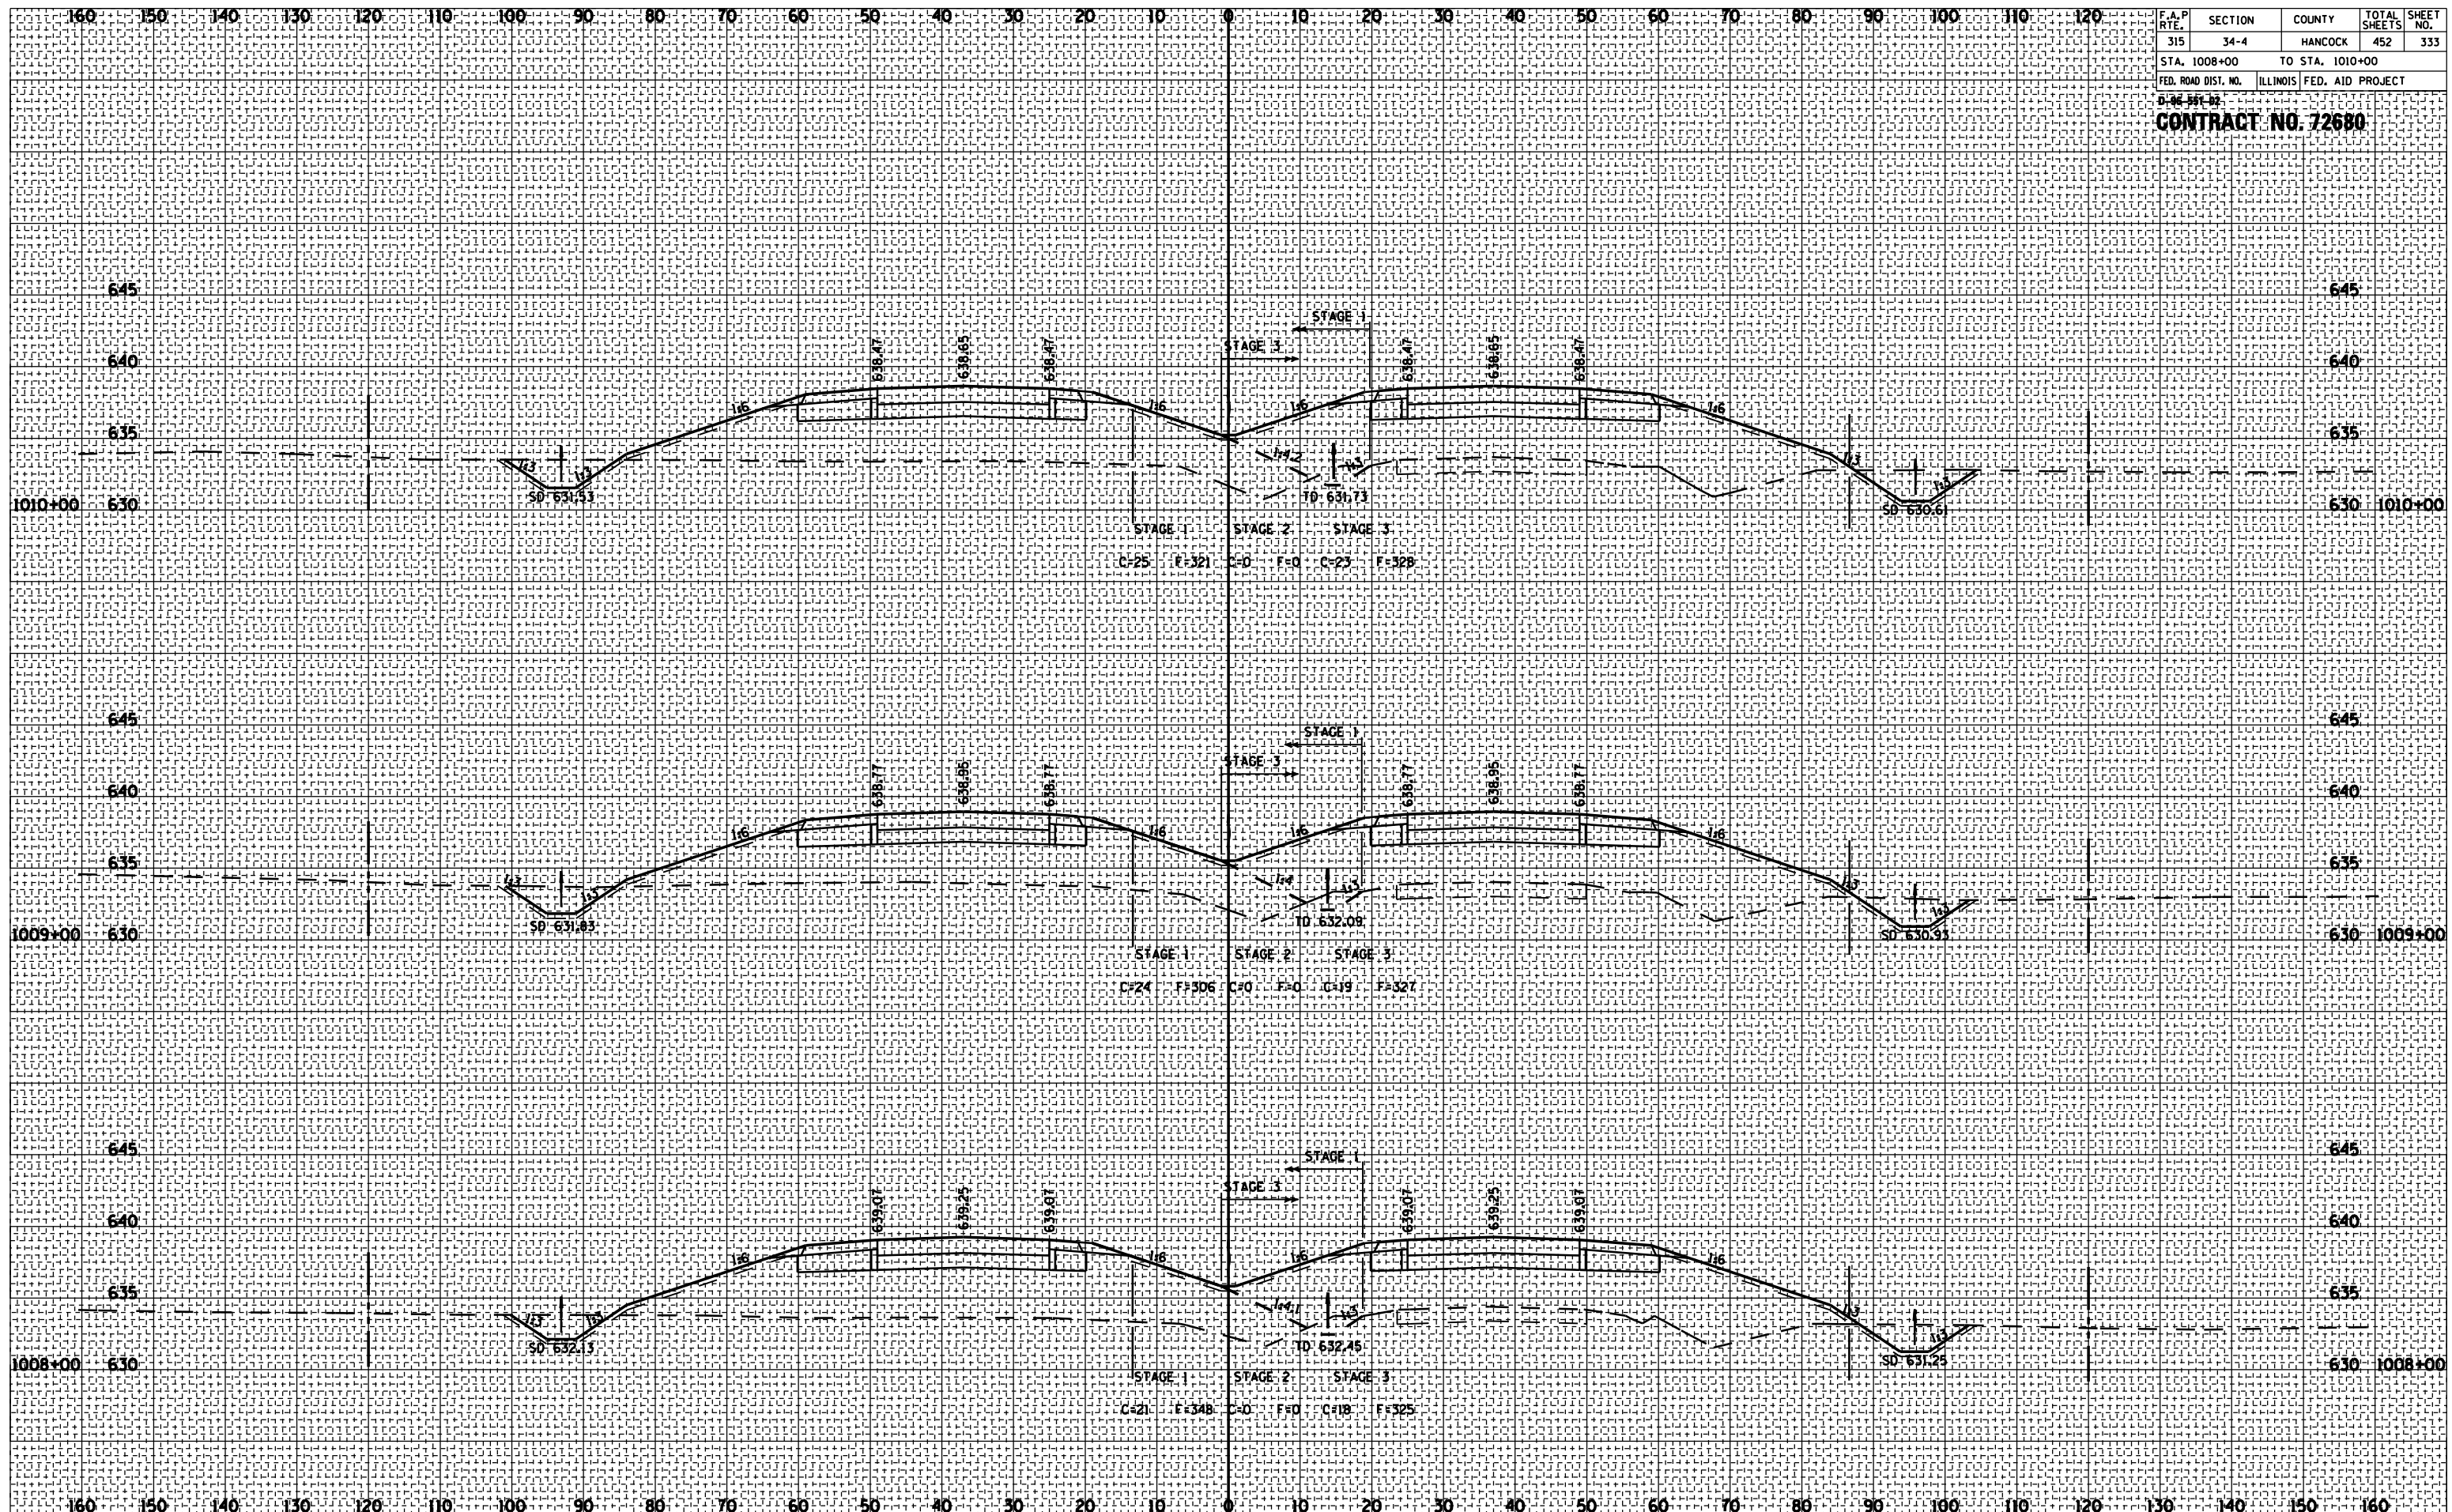 160 150 140 130 120 110 100 90 80 70 60 50 40 30 20 10 0 10 20 30 40 50 60 70 80 90 100 110 120
F.A.P. RTE. SECTION COUNTY TOTAL SHEETS SHEET NO.
315 34-4 HANCOCK 452 333
STA. 1008+00 TO STA. 1010+00
FED. ROAD DIST. NO. ILLINOIS FED. AID PROJECT
D-96-551-02
CONTRACT NO. 72680
645 645
STAGE 1
STAGE 3
640 638.47 638.65 638.47 638.47 638.65 638.47 640
1:6 1:6 1:6 1:6
635 635
1:3 1:3 1:4.2 1:3 1:3 1:3
SD 631.53 TD 631.73 SD 630.61
1010+00 630 630 1010+00
STAGE 1 STAGE 2 STAGE 3
C=25 F=321 C=0 F=0 C=23 F=328
645 645
STAGE 1
STAGE 3
640 638.77 638.95 638.77 638.77 638.95 638.77 640
1:6 1:6 1:6 1:6
635 635
1:3 1:3 1:4 1:3 1:3 1:3
SD 631.83 TD 632.09 SD 630.93
1009+00 630 630 1009+00
STAGE 1 STAGE 2 STAGE 3
C=24 F=306 C=0 F=0 C=19 F=327
645 645
STAGE 1
STAGE 3
640 639.07 639.25 639.07 639.07 639.25 639.07 640
1:6 1:6 1:6 1:6
635 635
1:3 1:3 1:4.1 1:3 1:3 1:3
SD 632.13 TD 632.45 SD 631.25
1008+00 630 630 1008+00
STAGE 1 STAGE 2 STAGE 3
C=21 F=348 C=0 F=0 C=18 F=325
160 150 140 130 120 110 100 90 80 70 60 50 40 30 20 10 0 10 20 30 40 50 60 70 80 90 100 110 120 130 140 150 160